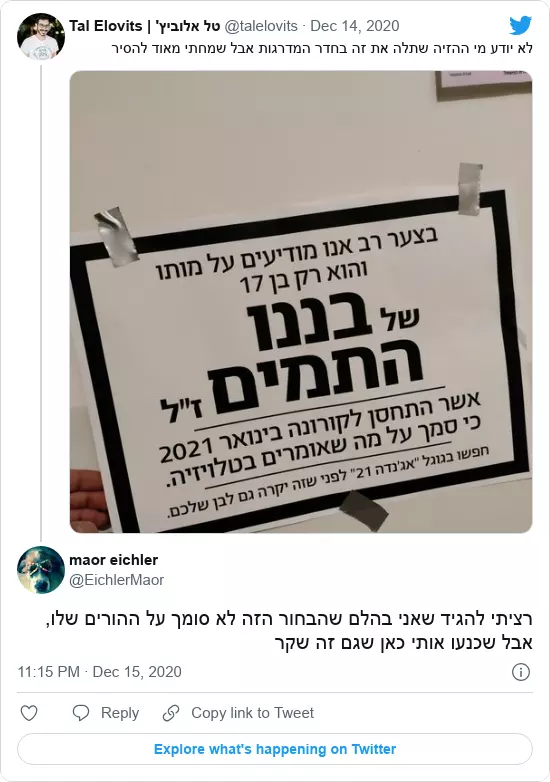 Tal Elovits | טל אלוביץ' @talelovits · Dec 14, 2020
לא יודע מי ההזיה שתלה את זה בחדר המדרגות אבל שמחתי מאוד להסיר
בצער רב אנו מודיעים על מותו
והוא רק בן 17
של בננו
התמים ז"ל
אשר התחסן לקורונה בינואר 2021
כי סמך על מה שאומרים בטלויזיה.
חפשו בגוגל "אג'נדה 21" לפני שזה יקרה גם לבן שלכם.
maor eichler
@EichlerMaor
רציתי להגיד שאני בהלם שהבחור הזה לא סומך על ההורים שלו,
אבל שכנעו אותי כאן שגם זה שקר
11:15 PM · Dec 15, 2020
Reply
Copy link to Tweet
Explore what's happening on Twitter